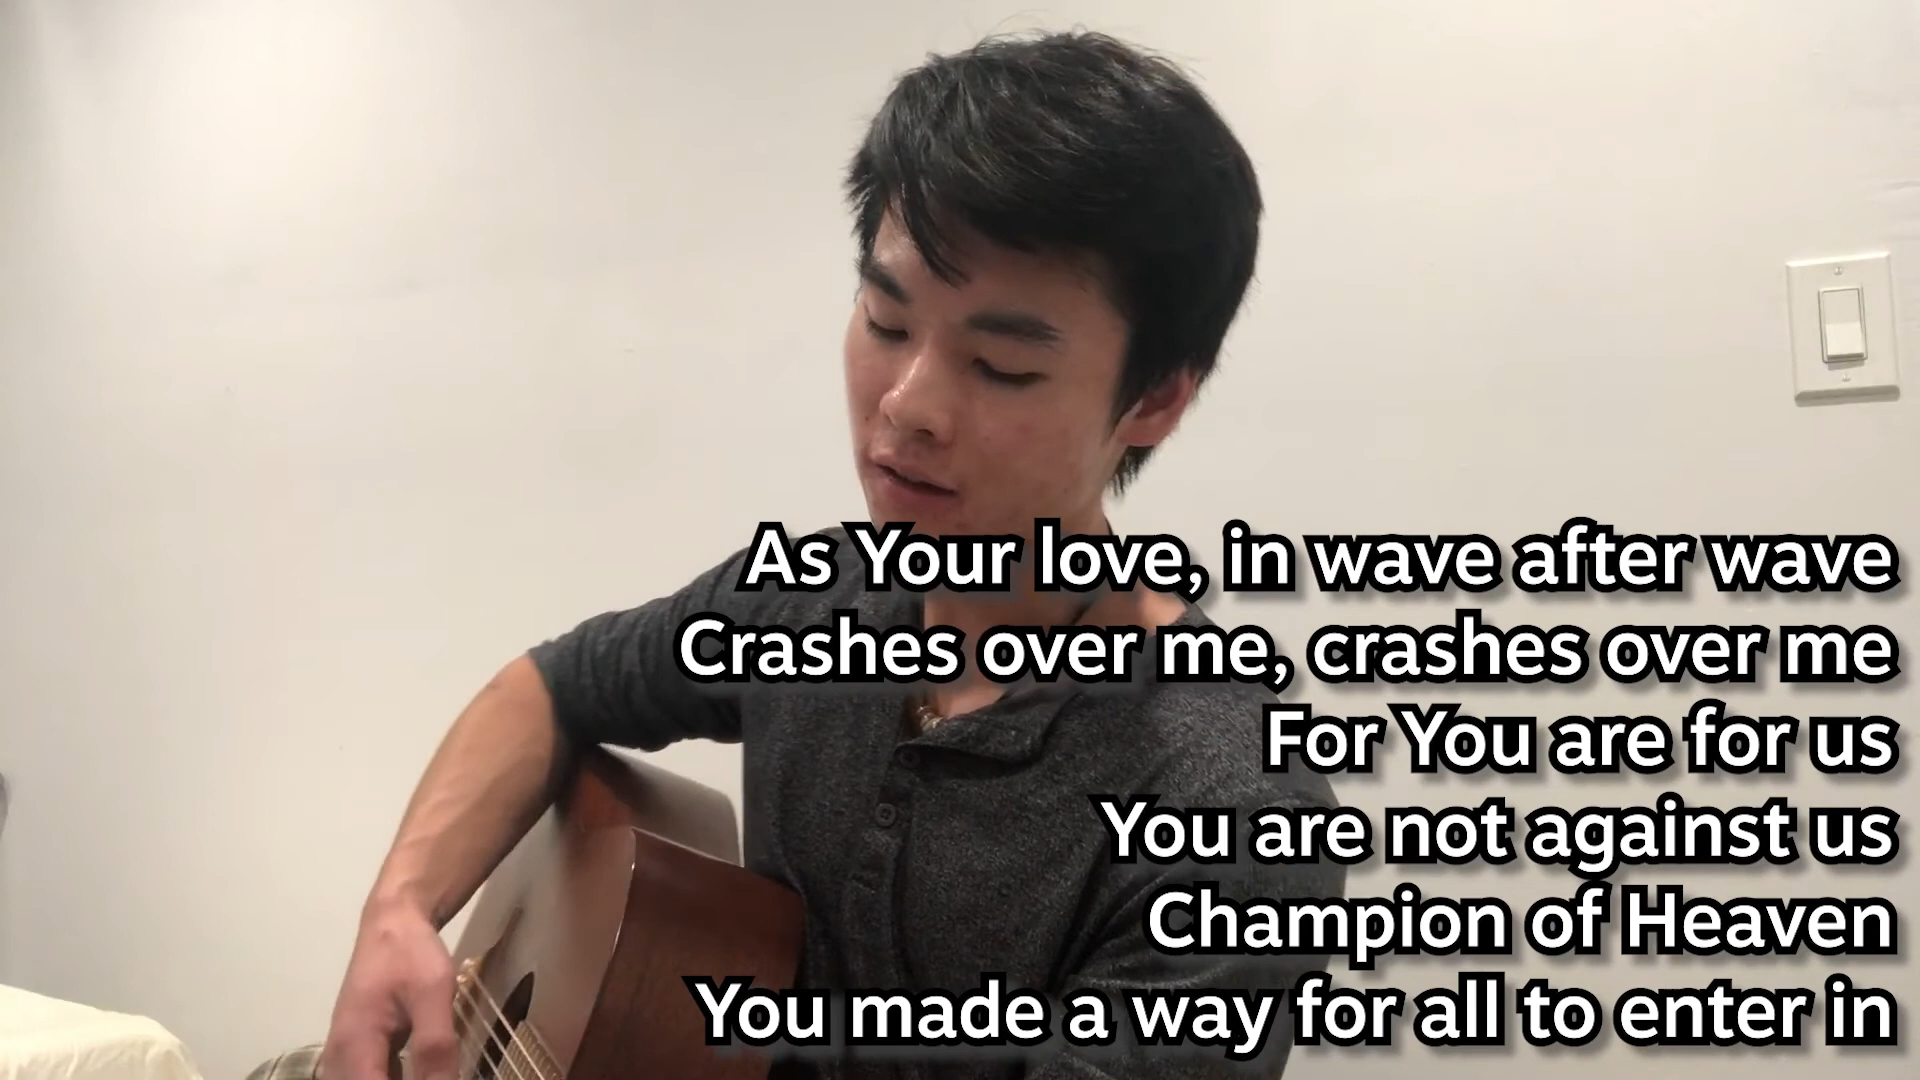 As Your love, in wave after wave
Crashes over me, crashes over me
For You are for us
You are not against us
Champion of Heaven
You made a way for all to enter in